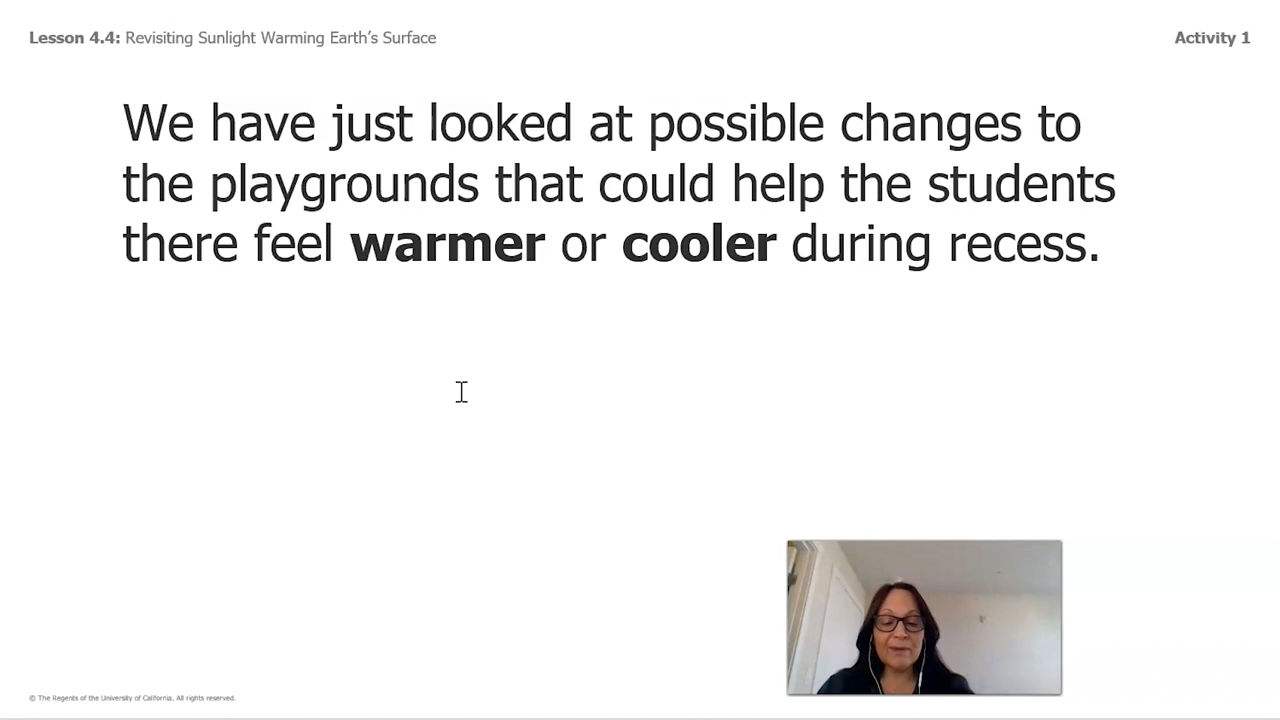 Lesson 4.4: Revisiting Sunlight Warming Earth's Surface
Activity 1
We have just looked at possible changes to
the playgrounds that could help the students
there feel warmer or cooler during recess.
© The Regents of the University of California. All rights reserved.